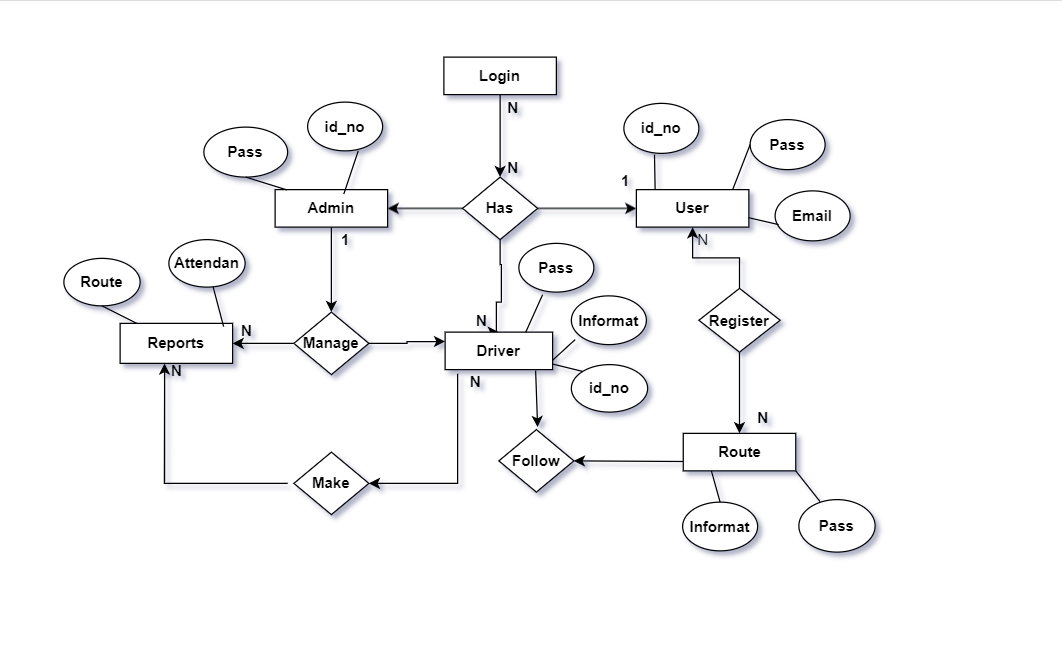 Login
N
id_no
id_no
Pass
Pass
N
1
Admin
Has
User
Email
1
N
Attendan
Pass
Route
N
N
Informat
Register
Reports
Manage
Driver
N
N
id_no
N
Route
Follow
Make
Informat
Pass